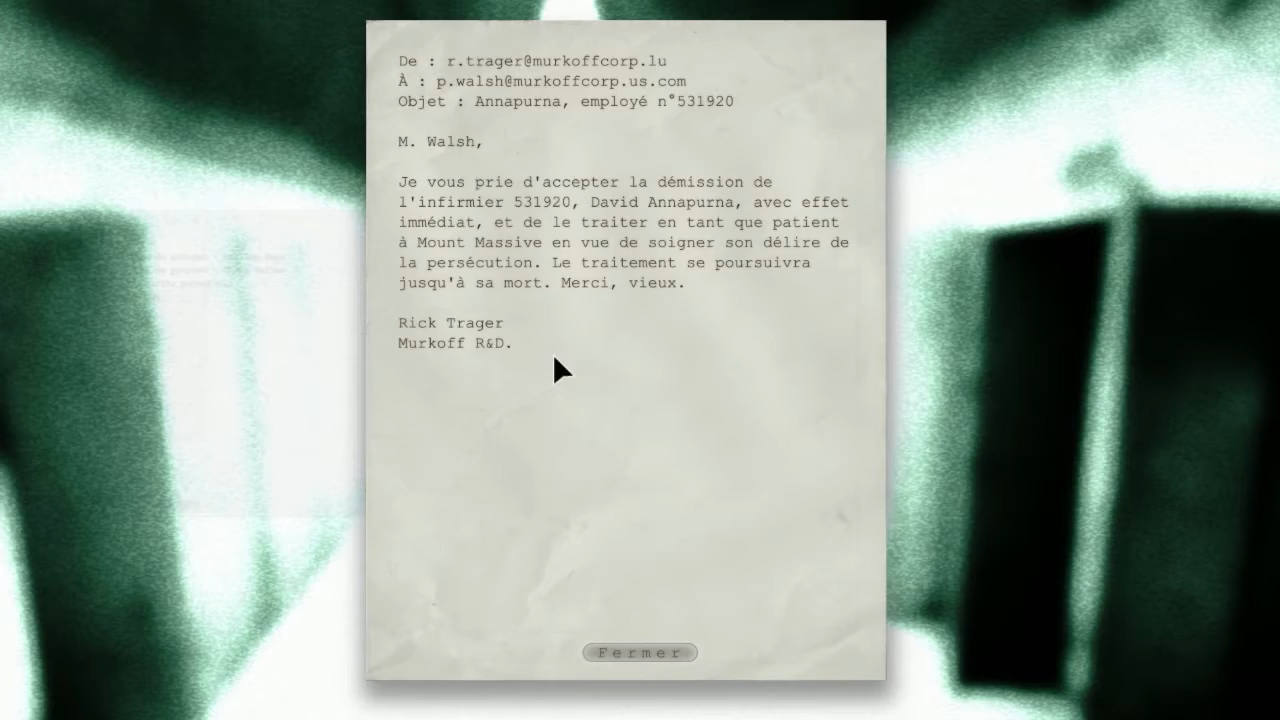 De : r.trager@murkoffcorp.lu
À : p.walsh@murkoffcorp.us.com
Objet : Annapurna, employé n°531920
M. Walsh,
Je vous prie d'accepter la démission de
l'infirmier 531920, David Annapurna, avec effet
immédiat, et de le traiter en tant que patient
à Mount Massive en vue de soigner son délire de
la persécution. Le traitement se poursuivra
jusqu'à sa mort. Merci, vieux.
Rick Trager
Murkoff R&D.
Fermer